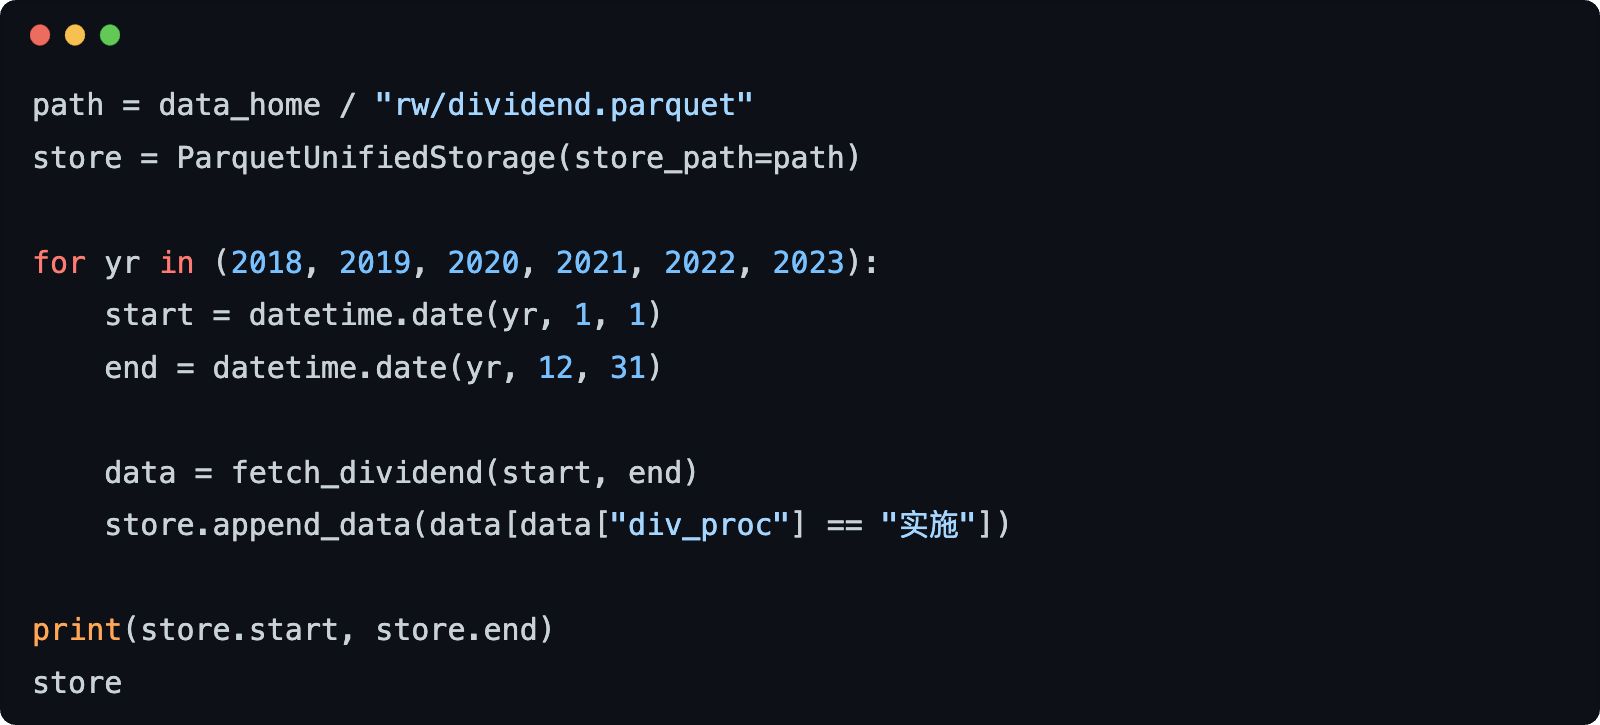 path = data_home / "rw/dividend.parquet"
store = ParquetUnifiedStorage(store_path=path)
for yr in (2018, 2019, 2020, 2021, 2022, 2023):
    start = datetime.date(yr, 1, 1)
    end = datetime.date(yr, 12, 31)
    data = fetch_dividend(start, end)
    store.append_data(data[data["div_proc"] == "实施"])
print(store.start, store.end)
store